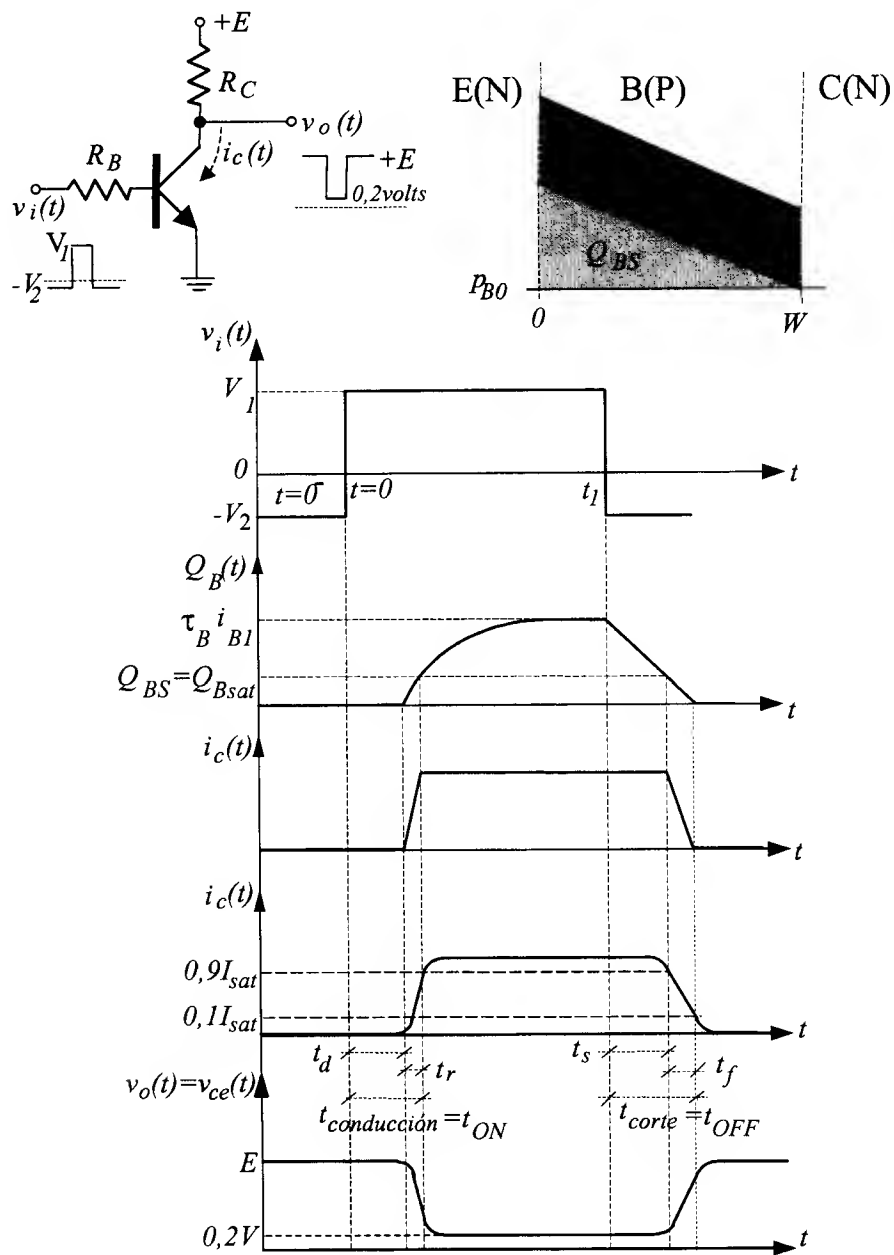 +E
R_C
v_o(t)
i_c(t)
+E
0,2volts
R_B
v_i(t)
V_1
-V_2
E(N) B(P) C(N)
Q_BS
p_B0
0 W
v_i(t)
V_1
0
t
t=0⁻ t=0 t_1
-V_2
Q_B(t)
τ_B i_B1
Q_BS=Q_Bsat
t
i_c(t)
t
i_c(t)
0,9I_sat
0,1I_sat
t
t_d t_r t_s t_f
v_o(t)=v_ce(t)
t_conducción=t_ON t_corte=t_OFF
E
0,2V
t